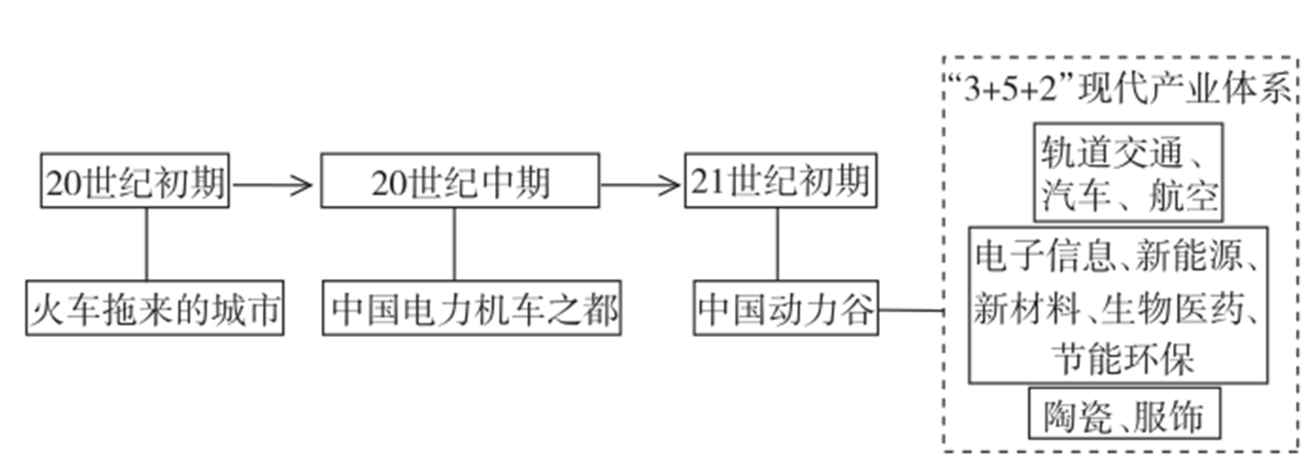 “3+5+2”现代产业体系
20世纪初期
20世纪中期
21世纪初期
轨道交通、
汽车、航空
火车拖来的城市
中国电力机车之都
中国动力谷
电子信息、新能源、
新材料、生物医药、
节能环保
陶瓷、服饰